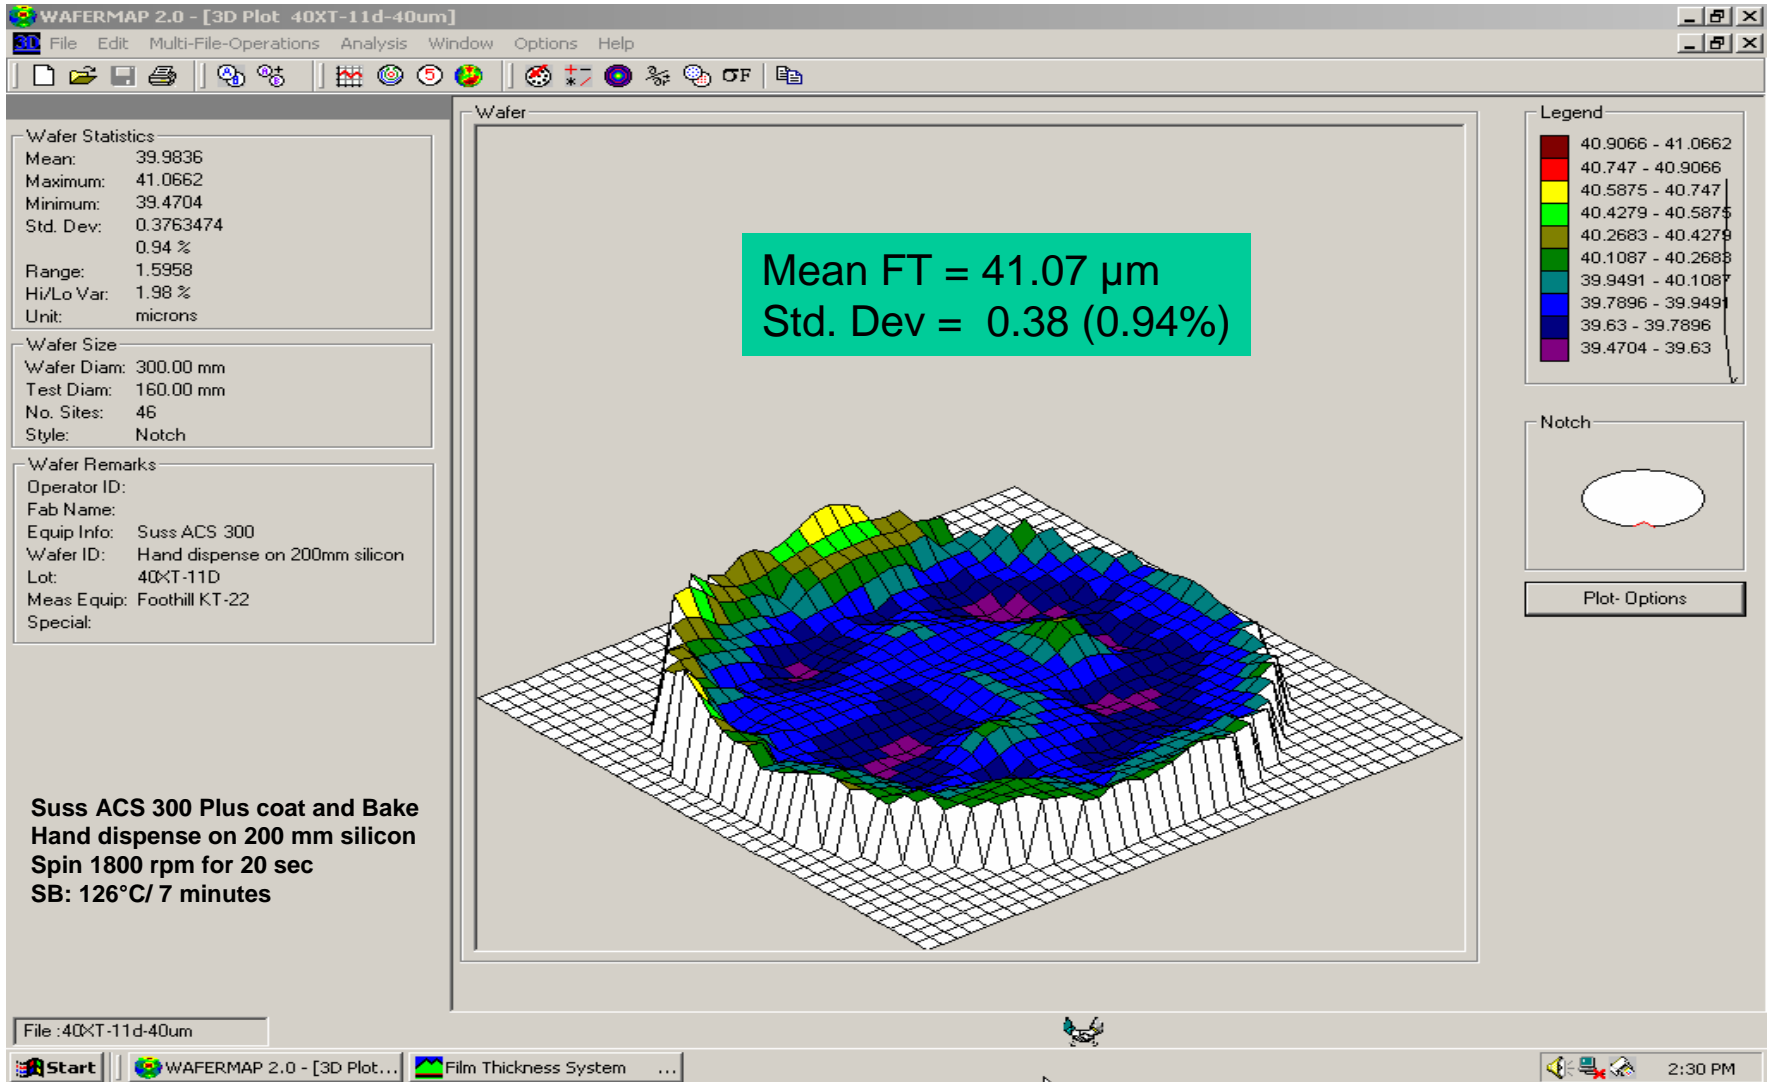 WAFERMAP 2.0 - [3D Plot 40XT-11d-40um]
3D File Edit Multi-File-Operations Analysis Window Options Help
5 σF
Wafer Statistics
Mean: 39.9836
Maximum: 41.0662
Minimum: 39.4704
Std. Dev: 0.3763474
0.94 %
Range: 1.5958
Hi/Lo Var: 1.98 %
Unit: microns
Wafer Size
Wafer Diam: 300.00 mm
Test Diam: 160.00 mm
No. Sites: 46
Style: Notch
Wafer Remarks
Operator ID:
Fab Name:
Equip Info: Suss ACS 300
Wafer ID: Hand dispense on 200mm silicon
Lot: 40XT-11D
Meas Equip: Foothill KT-22
Special:
Suss ACS 300 Plus coat and Bake
Hand dispense on 200 mm silicon
Spin 1800 rpm for 20 sec
SB: 126°C/ 7 minutes
Wafer
Mean FT = 41.07 µm
Std. Dev = 0.38 (0.94%)
Legend
40.9066 - 41.0662
40.747 - 40.9066
40.5875 - 40.747
40.4279 - 40.5875
40.2683 - 40.4279
40.1087 - 40.2683
39.9491 - 40.1087
39.7896 - 39.9491
39.63 - 39.7896
39.4704 - 39.63
Notch
Plot- Options
File :40XT-11d-40um
Start WAFERMAP 2.0 - [3D Plot... Film Thickness System ... 2:30 PM